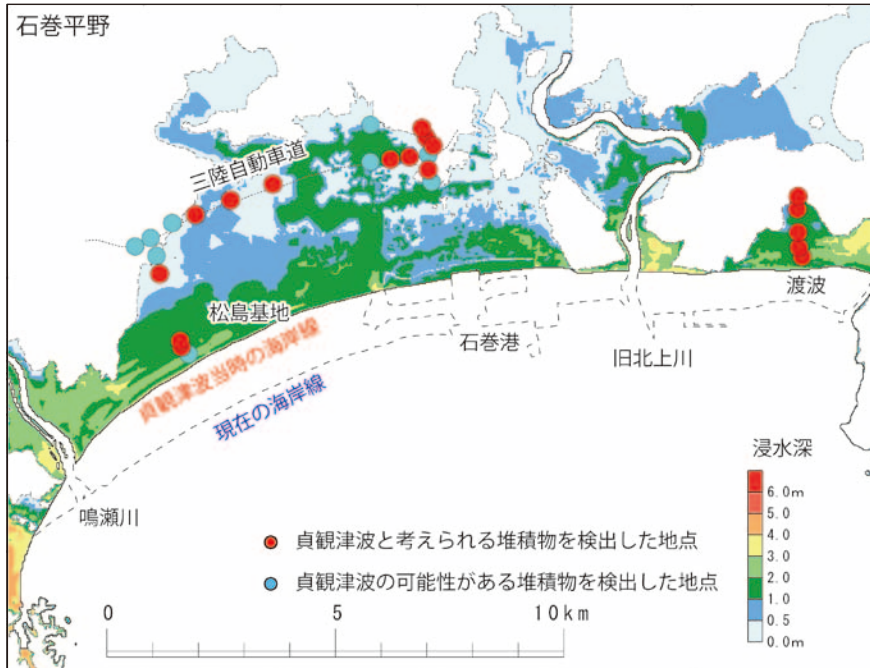 石巻平野
三陸自動車道
松島基地
貞観津波当時の海岸線
現在の海岸線
石巻港
旧北上川
渡波
鳴瀬川
浸水深
6.0m
5.0
4.0
3.0
2.0
1.0
0.5
0.0m
貞観津波と考えられる堆積物を検出した地点
貞観津波の可能性がある堆積物を検出した地点
0 5 10km